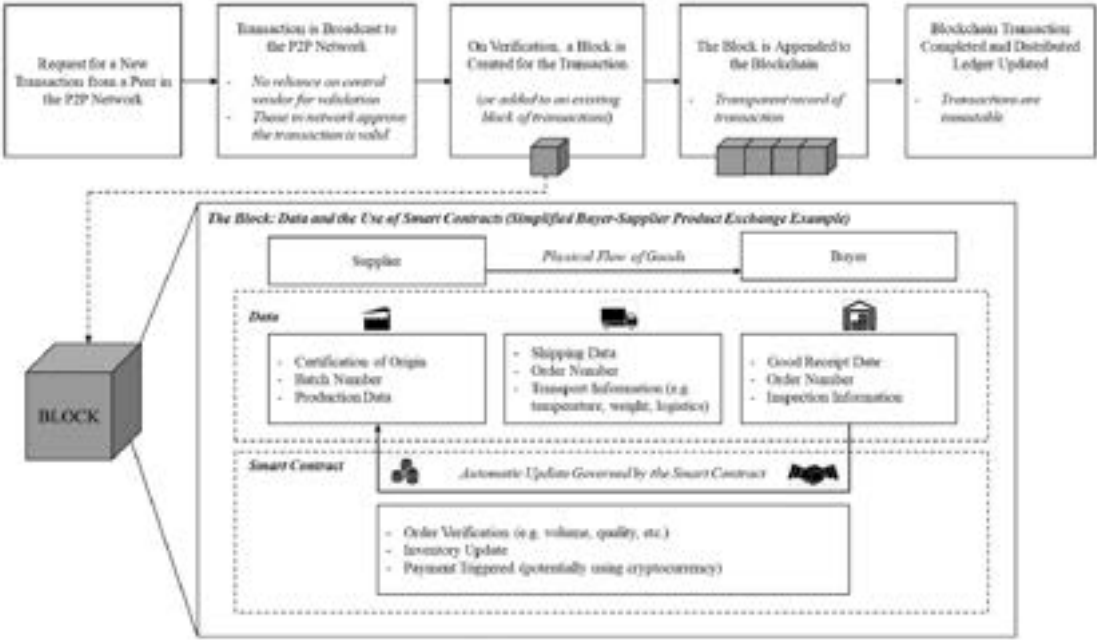 Request for a New
Transaction from a Peer in
the P2P Network
Transaction is Broadcast to
the P2P Network
- No reliance on central
vendor for validation
- Those in network approve
the transaction is valid
On Verification, a Block is
Created for the Transaction
(or added to an existing
block of transactions)
The Block is Appended to
the Blockchain
- Transparent record of
transaction
Blockchain Transaction
Completed and Distributed
Ledger Updated
- Transactions are
immutable
The Block: Data and the Use of Smart Contracts (Simplified Buyer-Supplier Product Exchange Example)
Supplier
Physical Flow of Goods
Buyer
Data
- Certification of Origin
- Batch Number
- Production Data
- Shipping Data
- Order Number
- Transport Information (e.g.
temperature, weight, logistics)
- Good Receipt Date
- Order Number
- Inspection Information
BLOCK
Smart Contract
Automatic Update Governed by the Smart Contract
- Order Verification (e.g. volume, quality, etc.)
- Inventory Update
- Payment Triggered (potentially using cryptocurrency)